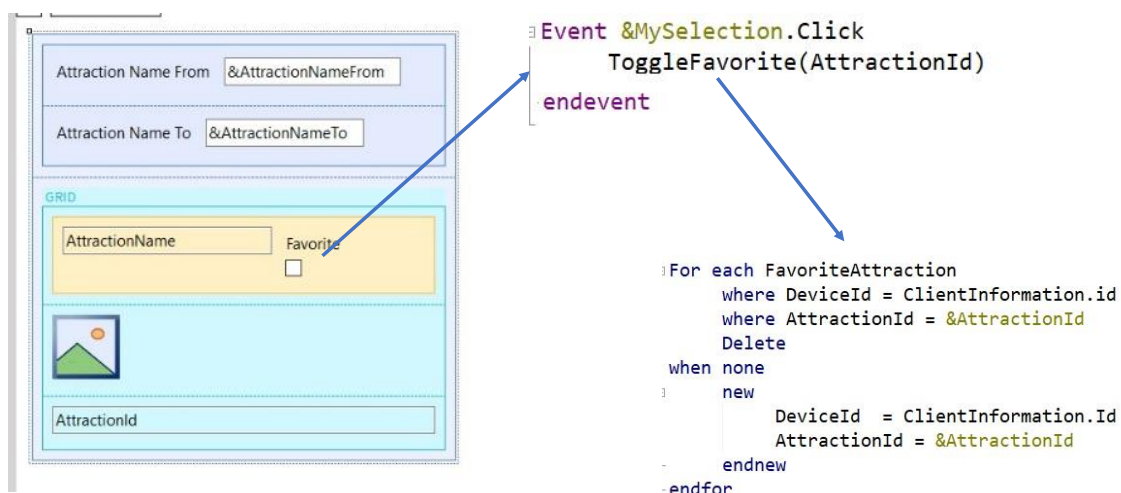 Attraction Name From &AttractionNameFrom
Attraction Name To &AttractionNameTo
GRID
AttractionName
Favorite
AttractionId
Event &MySelection.Click
ToggleFavorite(AttractionId)
endevent
For each FavoriteAttraction
where DeviceId = ClientInformation.id
where AttractionId = &AttractionId
Delete
when none
new
DeviceId = ClientInformation.Id
AttractionId = &AttractionId
endnew
endfor